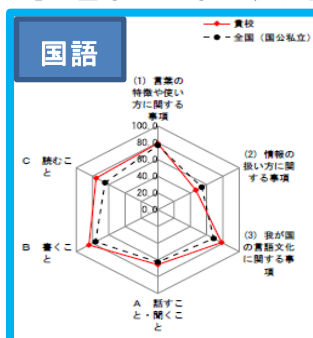 国語
貴校
全国（国公私立）
(1) 言葉の
特徴や使い
方に関する
事項
100.0
80.0
60.0
40.0
20.0
0.0
(2) 情報の
扱い方に関
する事項
(3) 我が国
の言語文化
に関する事
項
A 話すこ
と・聞くこ
と
B 書くこ
と
C 読むこ
と